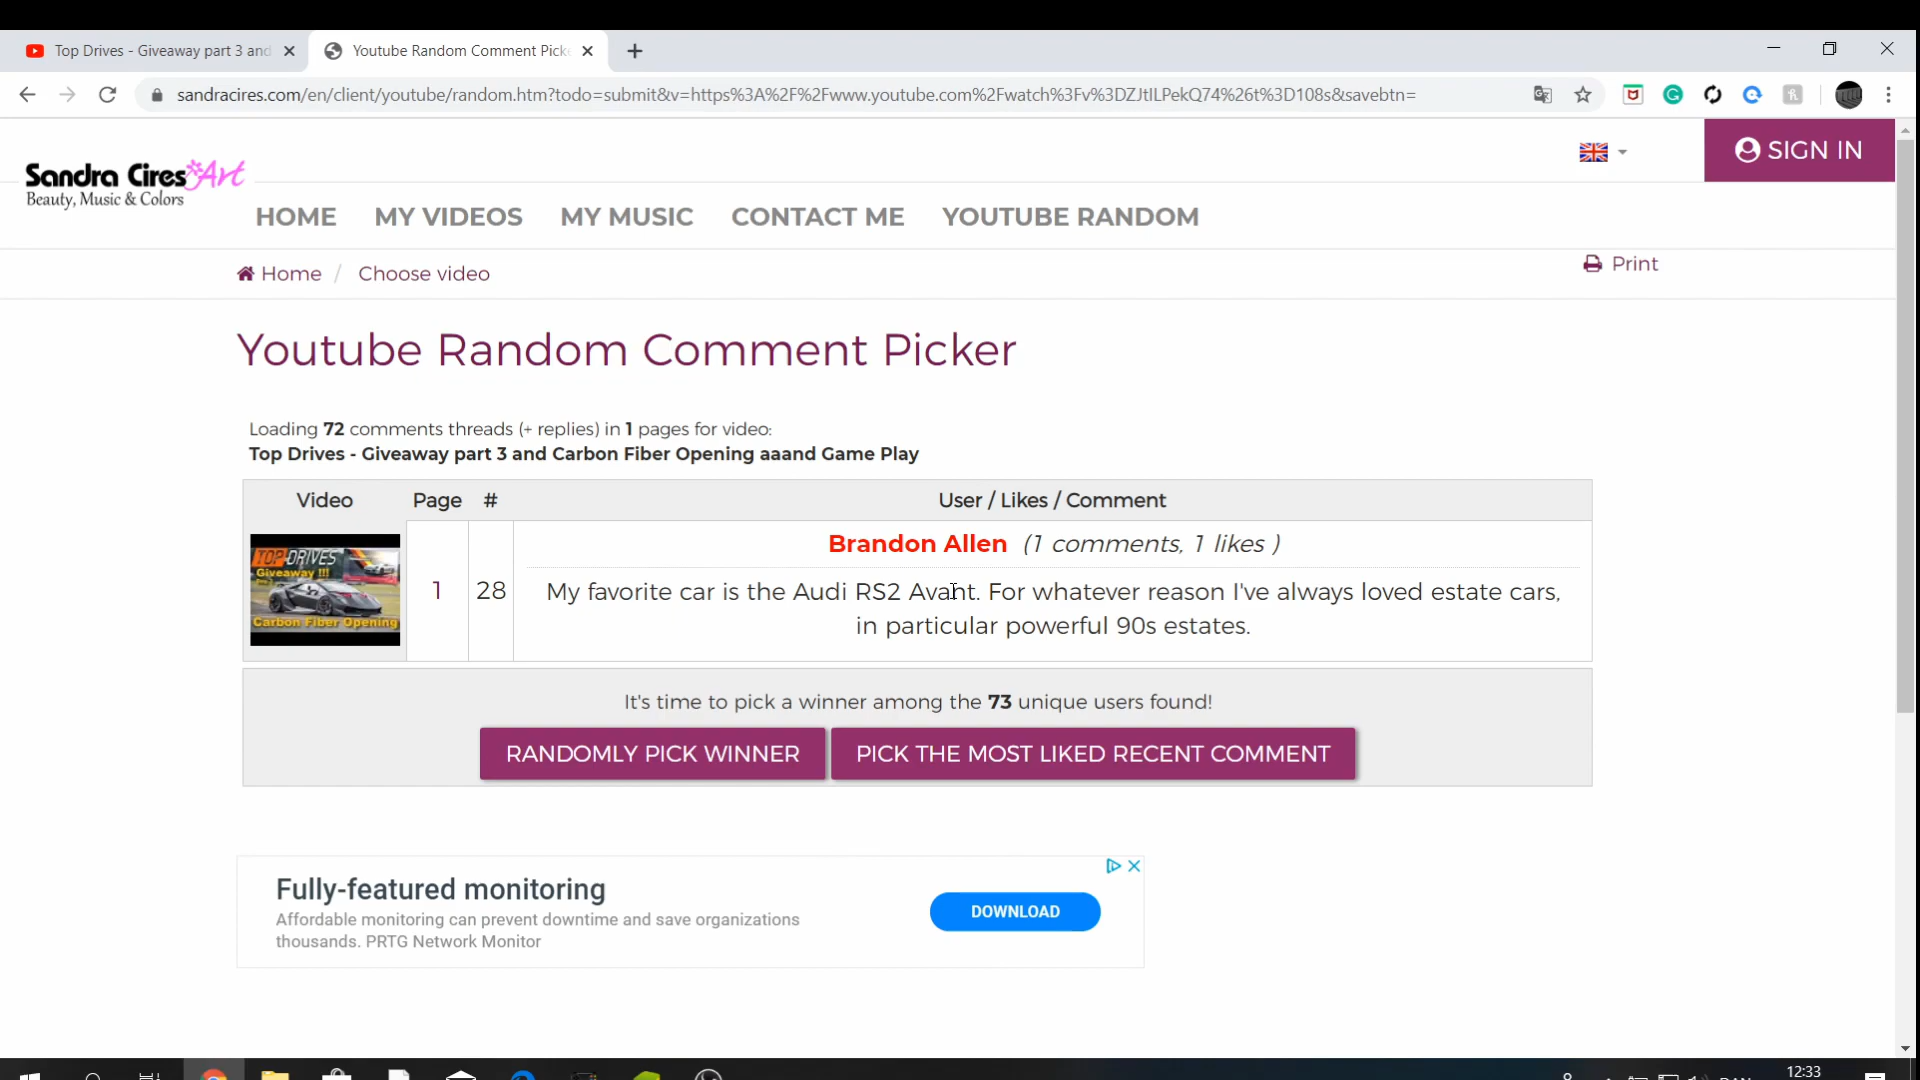 Top Drives - Giveaway part 3 and
Youtube Random Comment Pick
sandracires.com/en/client/youtube/random.htm?todo=submit&v=https%3A%2F%2Fwww.youtube.com%2Fwatch%3Fv%3DZJtILPekQ74%26t%3D108s&savebtn=
SIGN IN
Sandra Cires Art
Beauty, Music & Colors
HOME MY VIDEOS MY MUSIC CONTACT ME YOUTUBE RANDOM
Home / Choose video
Print
Youtube Random Comment Picker
Loading 72 comments threads (+ replies) in 1 pages for video:
Top Drives - Giveaway part 3 and Carbon Fiber Opening aaand Game Play
Video Page # User / Likes / Comment
TOP DRIVES
Giveaway !!!
Carbon Fiber Opening
1 28
Brandon Allen (1 comments, 1 likes )
My favorite car is the Audi RS2 Avant. For whatever reason I've always loved estate cars,
in particular powerful 90s estates.
It's time to pick a winner among the 73 unique users found!
RANDOMLY PICK WINNER PICK THE MOST LIKED RECENT COMMENT
Fully-featured monitoring
Affordable monitoring can prevent downtime and save organizations
thousands. PRTG Network Monitor
DOWNLOAD
12:33